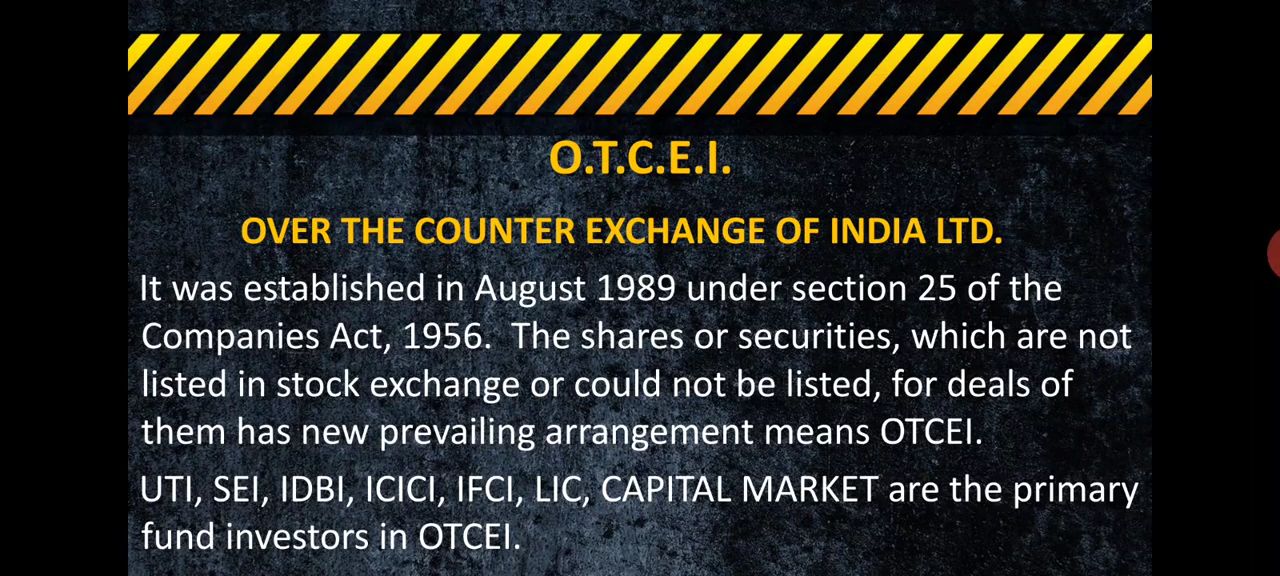 O.T.C.E.I.
OVER THE COUNTER EXCHANGE OF INDIA LTD.
It was established in August 1989 under section 25 of the
Companies Act, 1956.  The shares or securities, which are not
listed in stock exchange or could not be listed, for deals of
them has new prevailing arrangement means OTCEI.
UTI, SEI, IDBI, ICICI, IFCI, LIC, CAPITAL MARKET are the primary
fund investors in OTCEI.